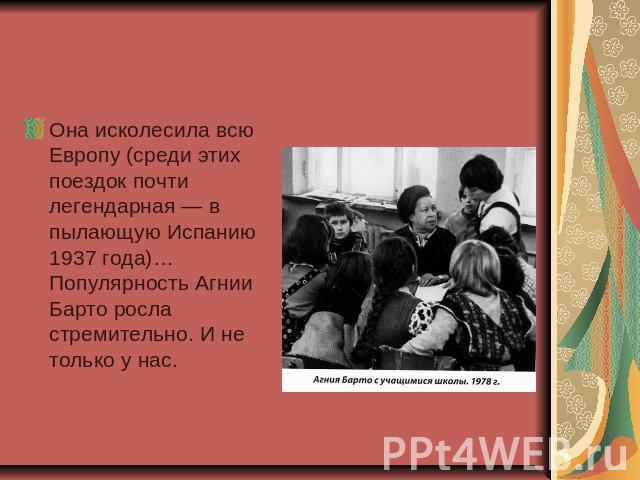 Она исколесила всю
Европу (среди этих
поездок почти
легендарная — в
пылающую Испанию
1937 года)…
Популярность Агнии
Барто росла
стремительно. И не
только у нас.
Агния Барто с учащимися школы. 1978 г.
PPt4WEB.ru